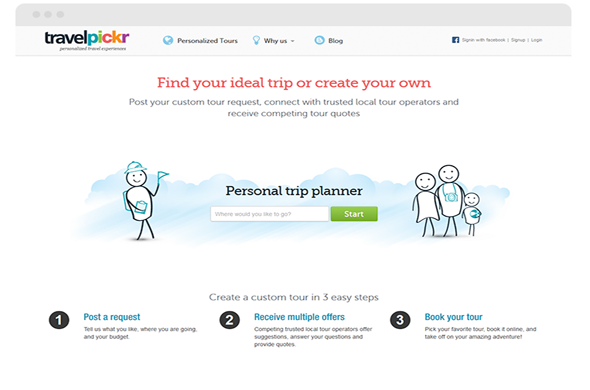 travelpickr
personalized travel experiences
Personalized Tours
Why us
Blog
Signin with facebook | Signup | Login
Find your ideal trip or create your own
Post your custom tour request, connect with trusted local tour operators and
receive competing tour quotes
Personal trip planner
Where would you like to go?
Start
Create a custom tour in 3 easy steps
1
Post a request
Tell us what you like, where you are going,
and your budget.
2
Receive multiple offers
Competing trusted local tour operators offer
suggestions, answer your questions and
provide quotes.
3
Book your tour
Pick your favorite tour, book it online, and
take off on your amazing adventure!